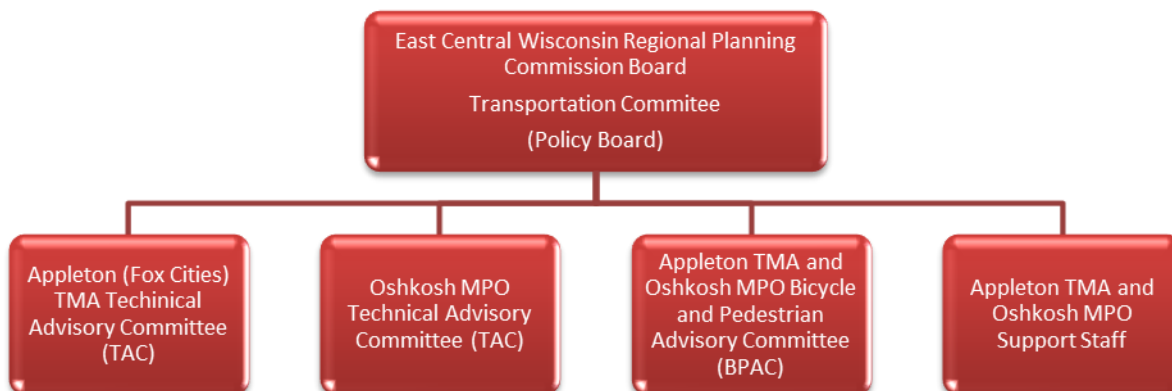 East Central Wisconsin Regional Planning
Commission Board
Transportation Commitee
(Policy Board)
Appleton (Fox Cities)
TMA Techinical
Advisory Committee
(TAC)
Oshkosh MPO
Technical Advisory
Committee (TAC)
Appleton TMA and
Oshkosh MPO Bicycle
and Pedestrian
Advisory Committee
(BPAC)
Appleton TMA and
Oshkosh MPO
Support Staff